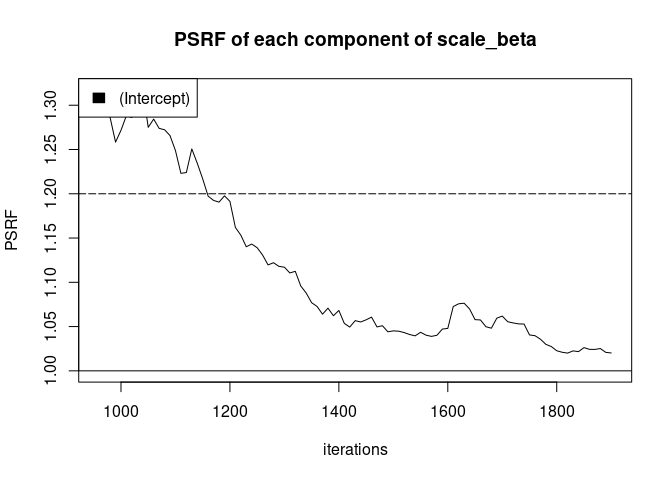 PSRF of each component of scale_beta
(Intercept)
PSRF
1.30
1.25
1.20
1.15
1.10
1.05
1.00
1000 1200 1400 1600 1800
iterations